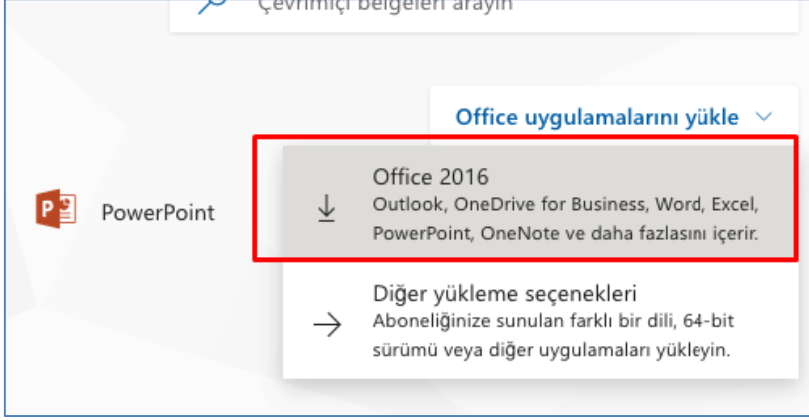 Çevrimiçi belgeleri arayın
Office uygulamalarını yükle
Office 2016
Outlook, OneDrive for Business, Word, Excel,
PowerPoint, OneNote ve daha fazlasını içerir.
PowerPoint
Diğer yükleme seçenekleri
Aboneliğinize sunulan farklı bir dili, 64-bit
sürümü veya diğer uygulamaları yükleyin.